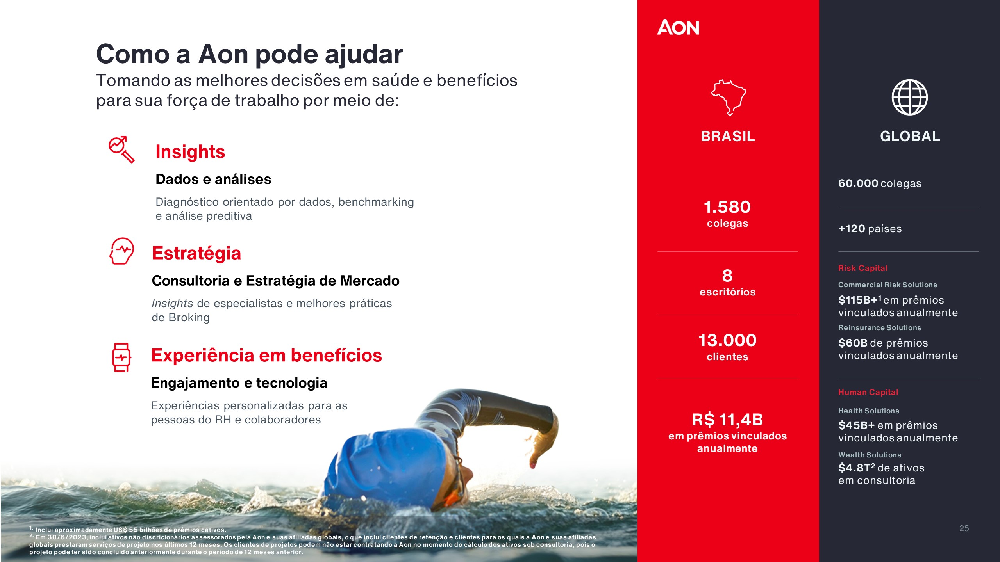 Como a Aon pode ajudar
Tomando as melhores decisões em saúde e benefícios
para sua força de trabalho por meio de:
Insights
Dados e análises
Diagnóstico orientado por dados, benchmarking
e análise preditiva
Estratégia
Consultoria e Estratégia de Mercado
Insights de especialistas e melhores práticas
de Broking
Experiência em benefícios
Engajamento e tecnologia
Experiências personalizadas para as
pessoas do RH e colaboradores
1. Inclui aproximadamente US$ 55 bilhões de prêmios cativos.
2. Em 30/6/2023, inclui ativos não discricionários assessorados pela Aon e suas afiliadas globais, o que inclui clientes de retenção e clientes para os quais a Aon e suas afiliadas
globais prestaram serviços de projeto nos últimos 12 meses. Os clientes de projetos podem não estar contratando a Aon no momento do cálculo dos ativos sob consultoria, pois o
projeto pode ter sido concluído anteriormente durante o período de 12 meses anterior.
AON
BRASIL
1.580
colegas
8
escritórios
13.000
clientes
R$ 11,4B
em prêmios vinculados
anualmente
GLOBAL
60.000 colegas
+120 países
Risk Capital
Commercial Risk Solutions
$115B+¹ em prêmios
vinculados anualmente
Reinsurance Solutions
$60B de prêmios
vinculados anualmente
Human Capital
Health Solutions
$45B+ em prêmios
vinculados anualmente
Wealth Solutions
$4.8T² de ativos
em consultoria
25